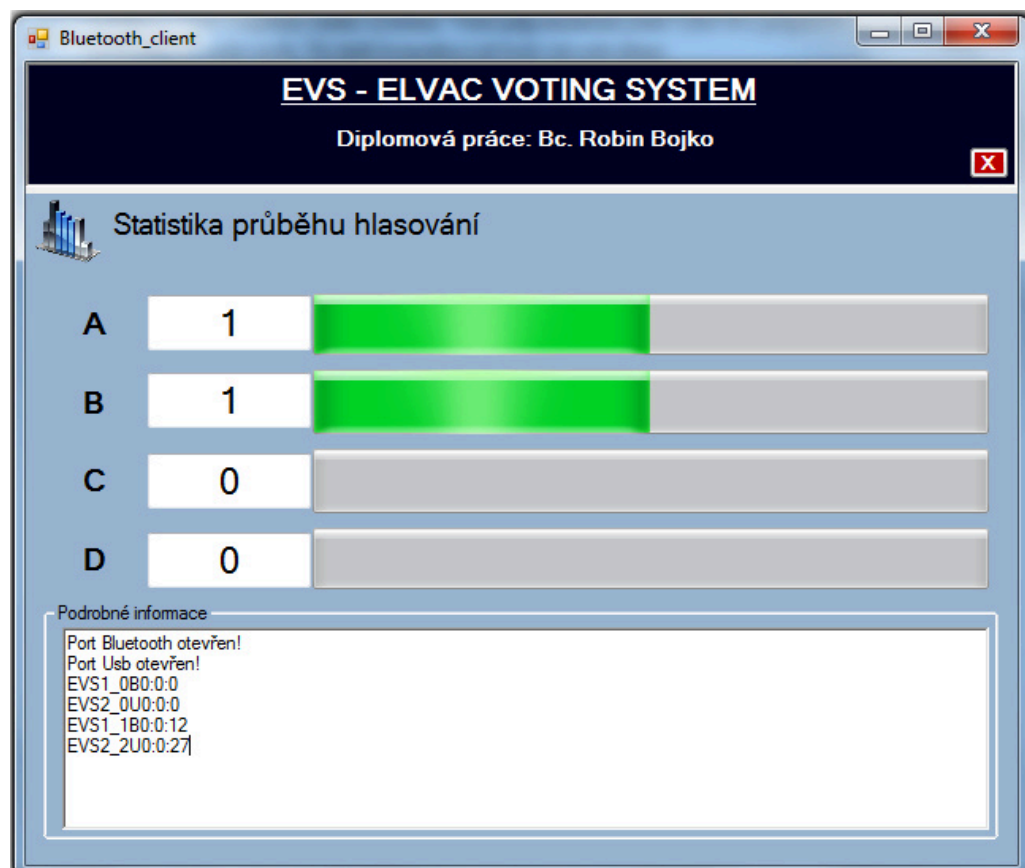 Bluetooth_client
EVS - ELVAC VOTING SYSTEM
Diplomová práce: Bc. Robin Bojko
X
Statistika průběhu hlasování
A 1
B 1
C 0
D 0
Podrobné informace
Port Bluetooth otevřen!
Port Usb otevřen!
EVS1_0B0:0:0
EVS2_0U0:0:0
EVS1_1B0:0:12
EVS2_2U0:0:27